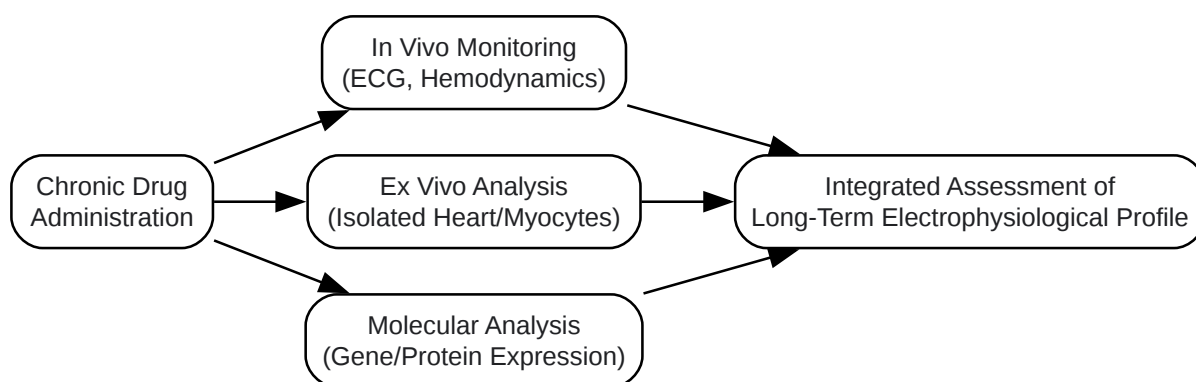 In Vivo Monitoring
(ECG, Hemodynamics)
Chronic Drug
Administration
Ex Vivo Analysis
(Isolated Heart/Myocytes)
Integrated Assessment of
Long-Term Electrophysiological Profile
Molecular Analysis
(Gene/Protein Expression)